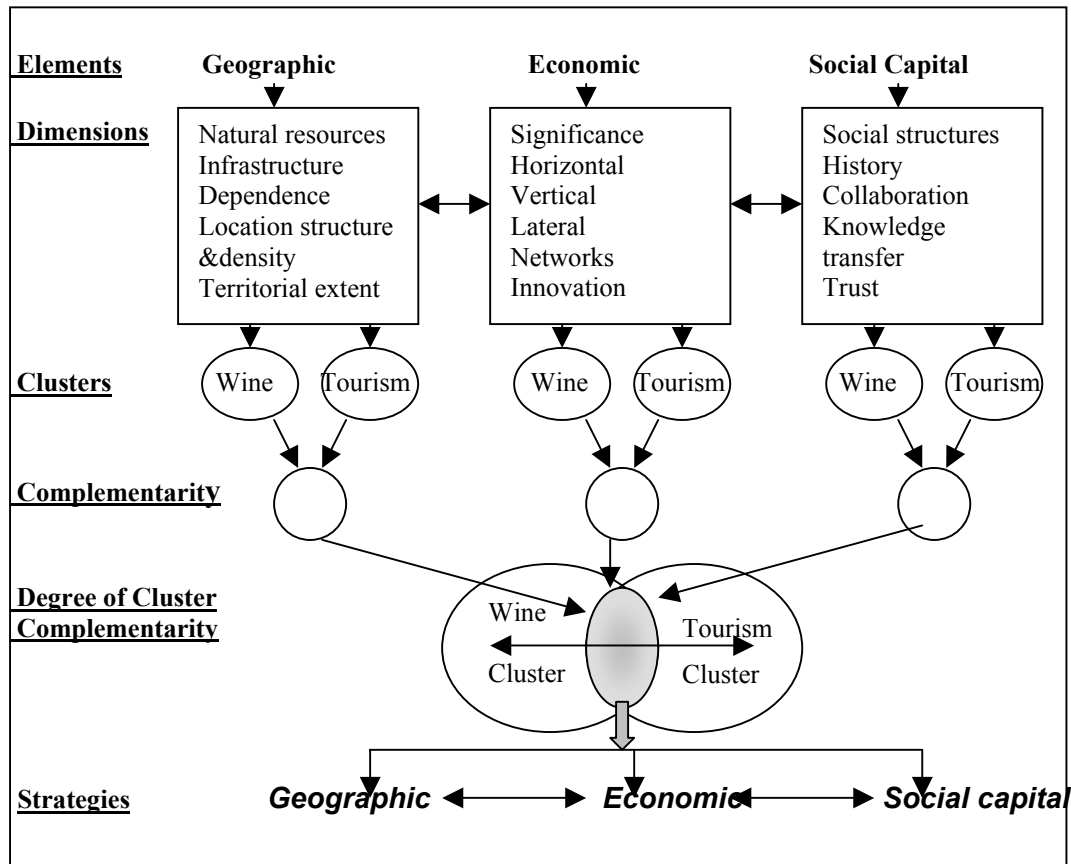 Elements Geographic Economic Social Capital
Dimensions
Natural resources
Infrastructure
Dependence
Location structure
&density
Territorial extent
Significance
Horizontal
Vertical
Lateral
Networks
Innovation
Social structures
History
Collaboration
Knowledge
transfer
Trust
Clusters Wine Tourism Wine Tourism Wine Tourism
Complementarity
Degree of Cluster
Complementarity
Wine
Cluster
Tourism
Cluster
Strategies Geographic Economic Social capital